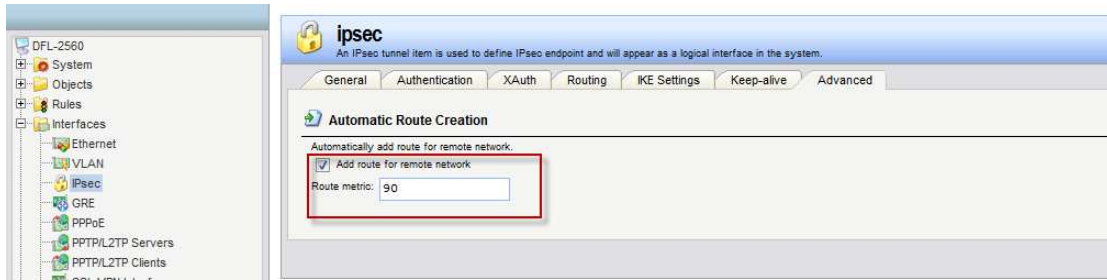 DFL-2560
System
Objects
Rules
Interfaces
Ethernet
VLAN
IPsec
GRE
PPPoE
PPTP/L2TP Servers
PPTP/L2TP Clients
ipsec
An IPsec tunnel item is used to define IPsec endpoint and will appear as a logical interface in the system.
General Authentication XAuth Routing IKE Settings Keep-alive Advanced
Automatic Route Creation
Automatically add route for remote network.
Add route for remote network
Route metric: 90